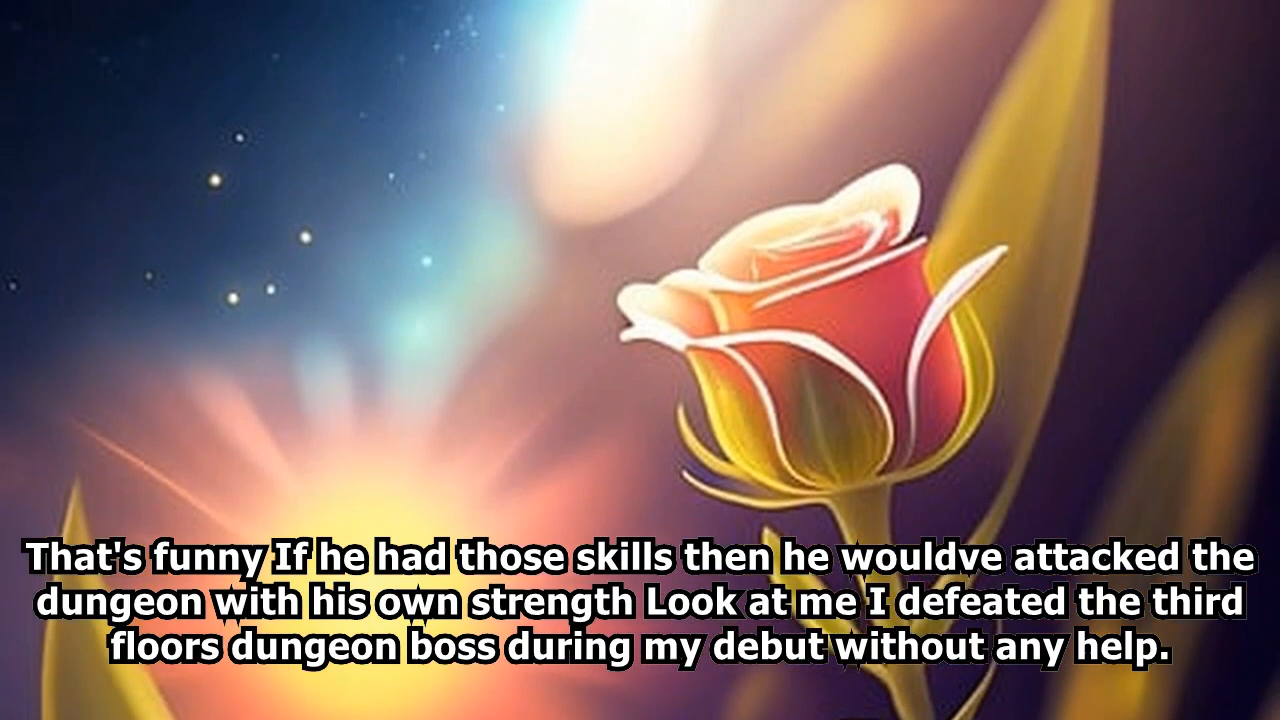 That's funny If he had those skills then he wouldve attacked the
dungeon with his own strength Look at me I defeated the third
floors dungeon boss during my debut without any help.